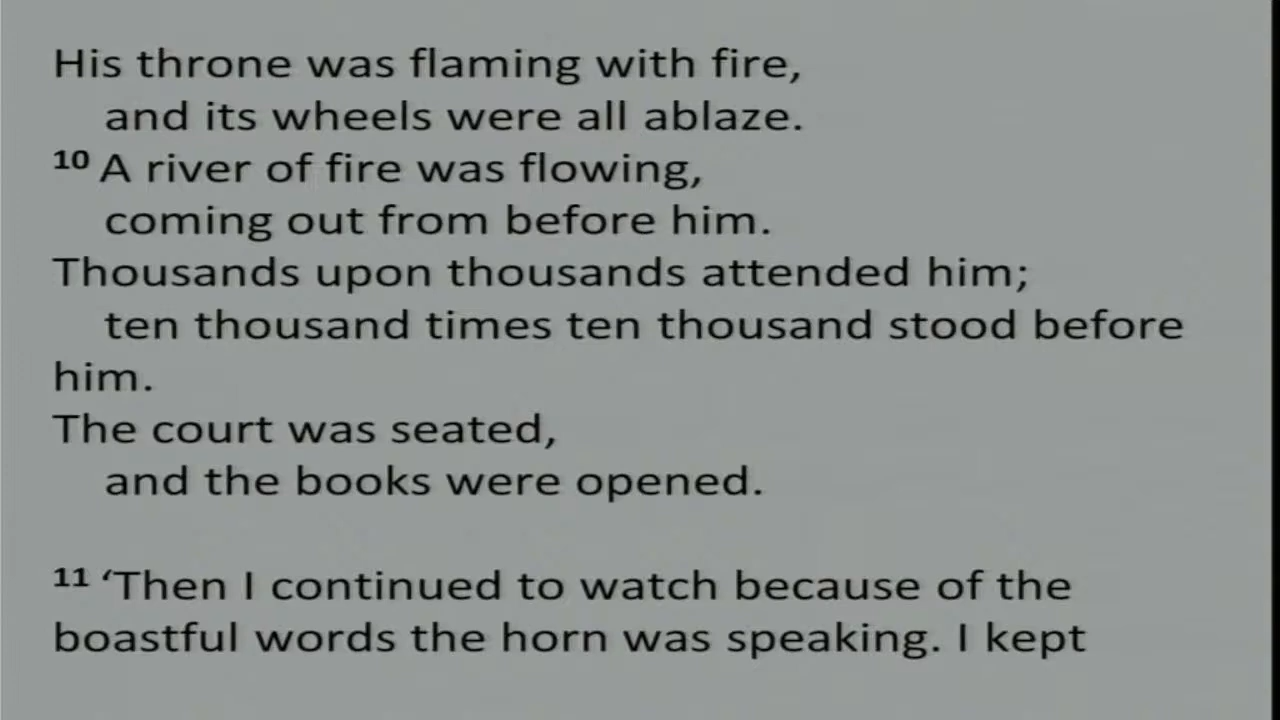 His throne was flaming with fire,
and its wheels were all ablaze.
10 A river of fire was flowing,
coming out from before him.
Thousands upon thousands attended him;
ten thousand times ten thousand stood before
him.
The court was seated,
and the books were opened.
11 ‘Then I continued to watch because of the
boastful words the horn was speaking. I kept